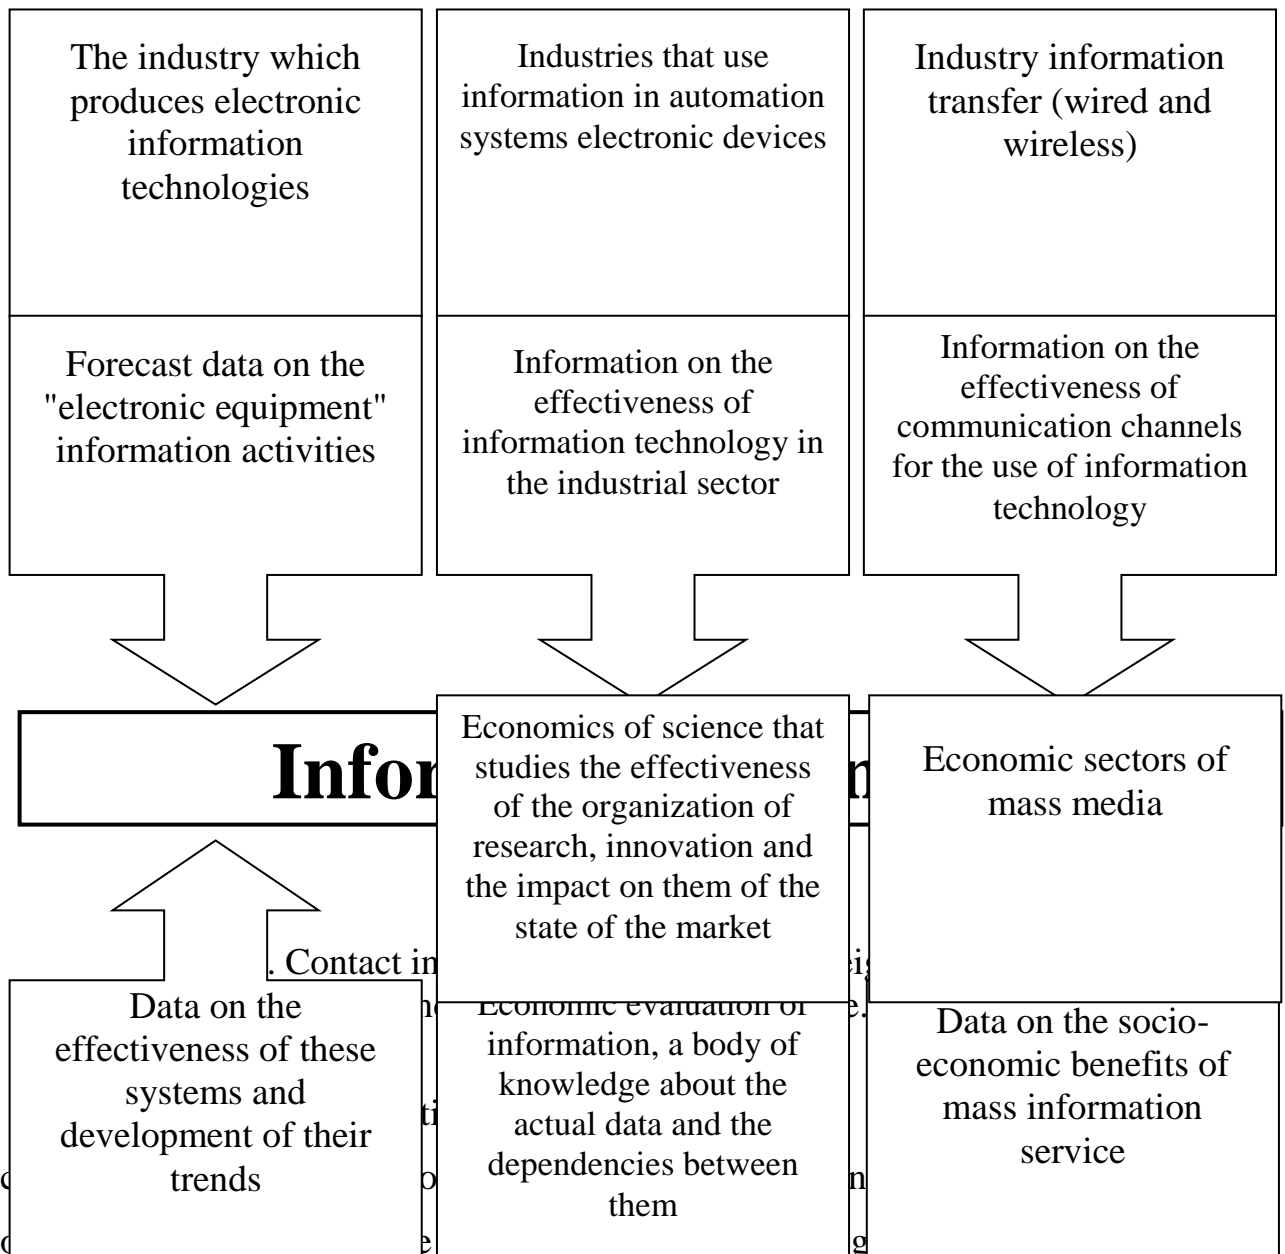 The industry which
produces electronic
information
technologies
Industries that use
information in automation
systems electronic devices
Industry information
transfer (wired and
wireless)
Forecast data on the
"electronic equipment"
information activities
Information on the
effectiveness of
information technology in
the industrial sector
Information on the
effectiveness of
communication channels
for the use of information
technology
Economics of science that
studies the effectiveness
of the organization of
research, innovation and
the impact on them of the
state of the market
Economic sectors of
mass media
. Contact
Data on the
effectiveness of these
systems and
development of their
trends
Economic evaluation of
information, a body of
knowledge about the
actual data and the
dependencies between
them
Data on the socio-
economic benefits of
mass information
service